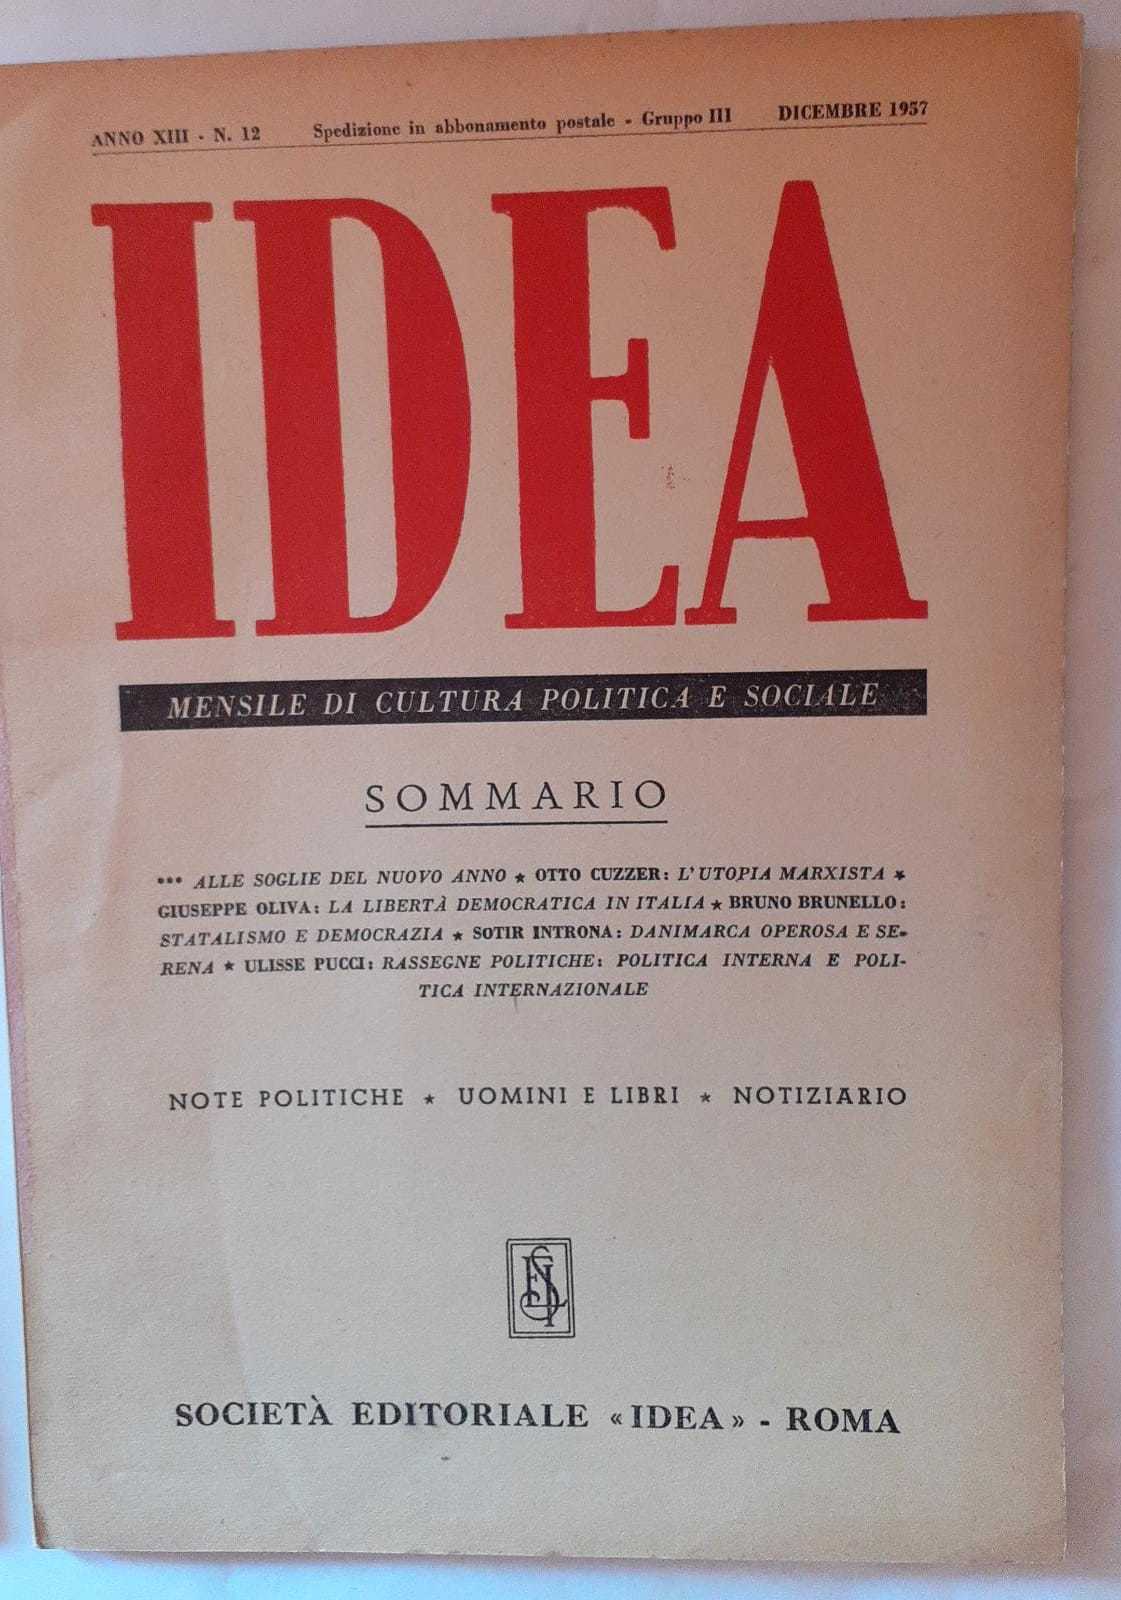 ANNO XIII - N. 12 Spedizione in abbonamento postale - Gruppo III DICEMBRE 1957
IDEA
MENSILE DI CULTURA POLITICA E SOCIALE
SOMMARIO
*** ALLE SOGLIE DEL NUOVO ANNO ★ OTTO CUZZER: L'UTOPIA MARXISTA ★
GIUSEPPE OLIVA: LA LIBERTÀ DEMOCRATICA IN ITALIA ★ BRUNO BRUNELLO:
STATALISMO E DEMOCRAZIA ★ SOTIR INTRONA: DANIMARCA OPEROSA E SE-
RENA ★ ULISSE PUCCI: RASSEGNE POLITICHE: POLITICA INTERNA E POLI-
TICA INTERNAZIONALE
NOTE POLITICHE ★ UOMINI E LIBRI ★ NOTIZIARIO
SOCIETÀ EDITORIALE «IDEA» - ROMA